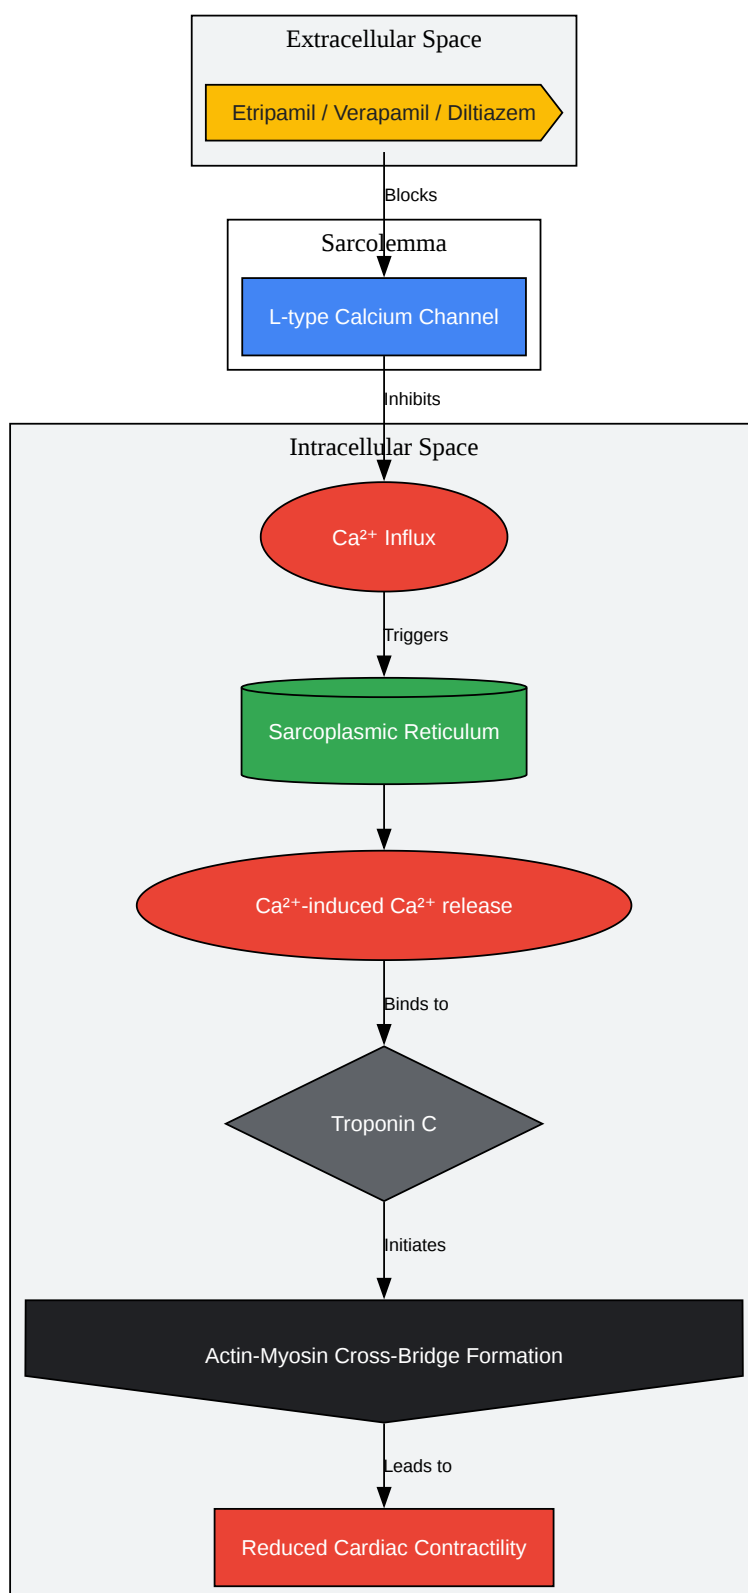 Extracellular Space
Etripamil / Verapamil / Diltiazem
Blocks
Sarcolemma
L-type Calcium Channel
Inhibits
Intracellular Space
Ca²⁺ Influx
Triggers
Sarcoplasmic Reticulum
Ca²⁺-induced Ca²⁺ release
Binds to
Troponin C
Initiates
Actin-Myosin Cross-Bridge Formation
Leads to
Reduced Cardiac Contractility